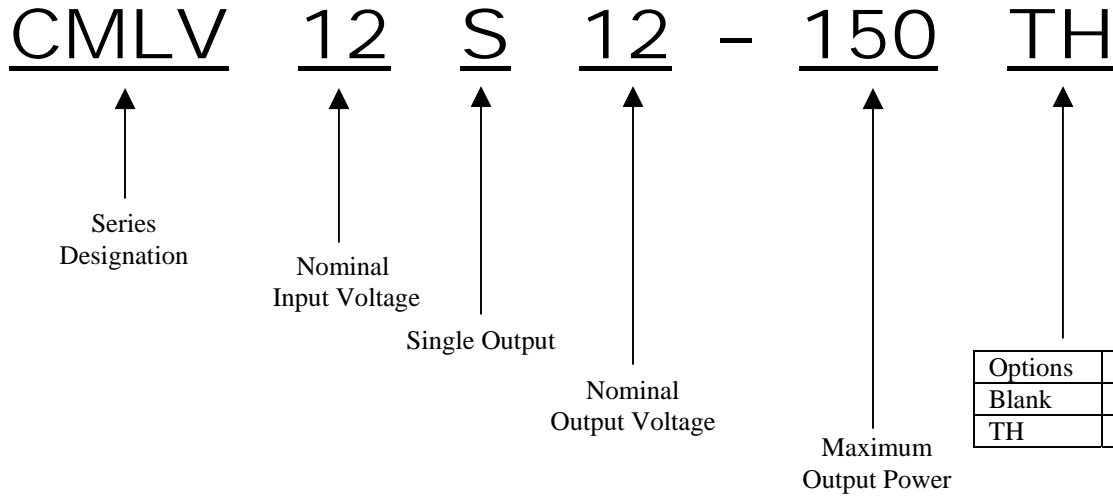 CMLV 12 S 12 – 150 TH
Series
Designation
Nominal
Input Voltage
Single Output
Nominal
Output Voltage
Maximum
Output Power
Options
Blank
TH